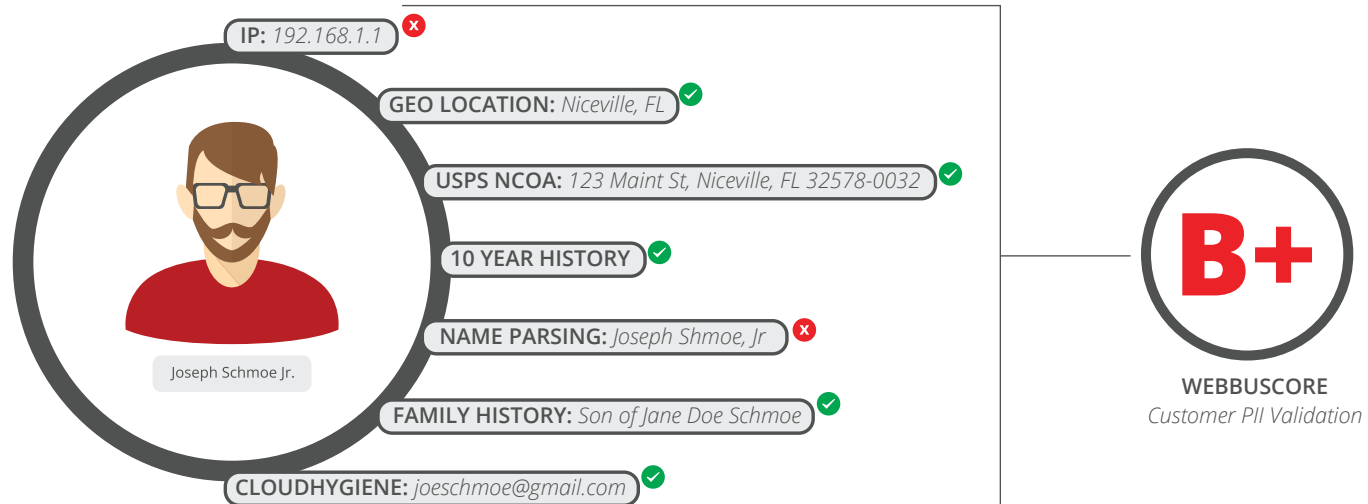 IP: 192.168.1.1
x
GEO LOCATION: Niceville, FL
USPS NCOA: 123 Maint St, Niceville, FL 32578-0032
10 YEAR HISTORY
NAME PARSING: Joseph Shmoe, Jr
x
Joseph Schmoe Jr.
FAMILY HISTORY: Son of Jane Doe Schmoe
CLOUDHYGIENE: joeschmoe@gmail.com
B+
WEBBUSCORE
Customer PII Validation